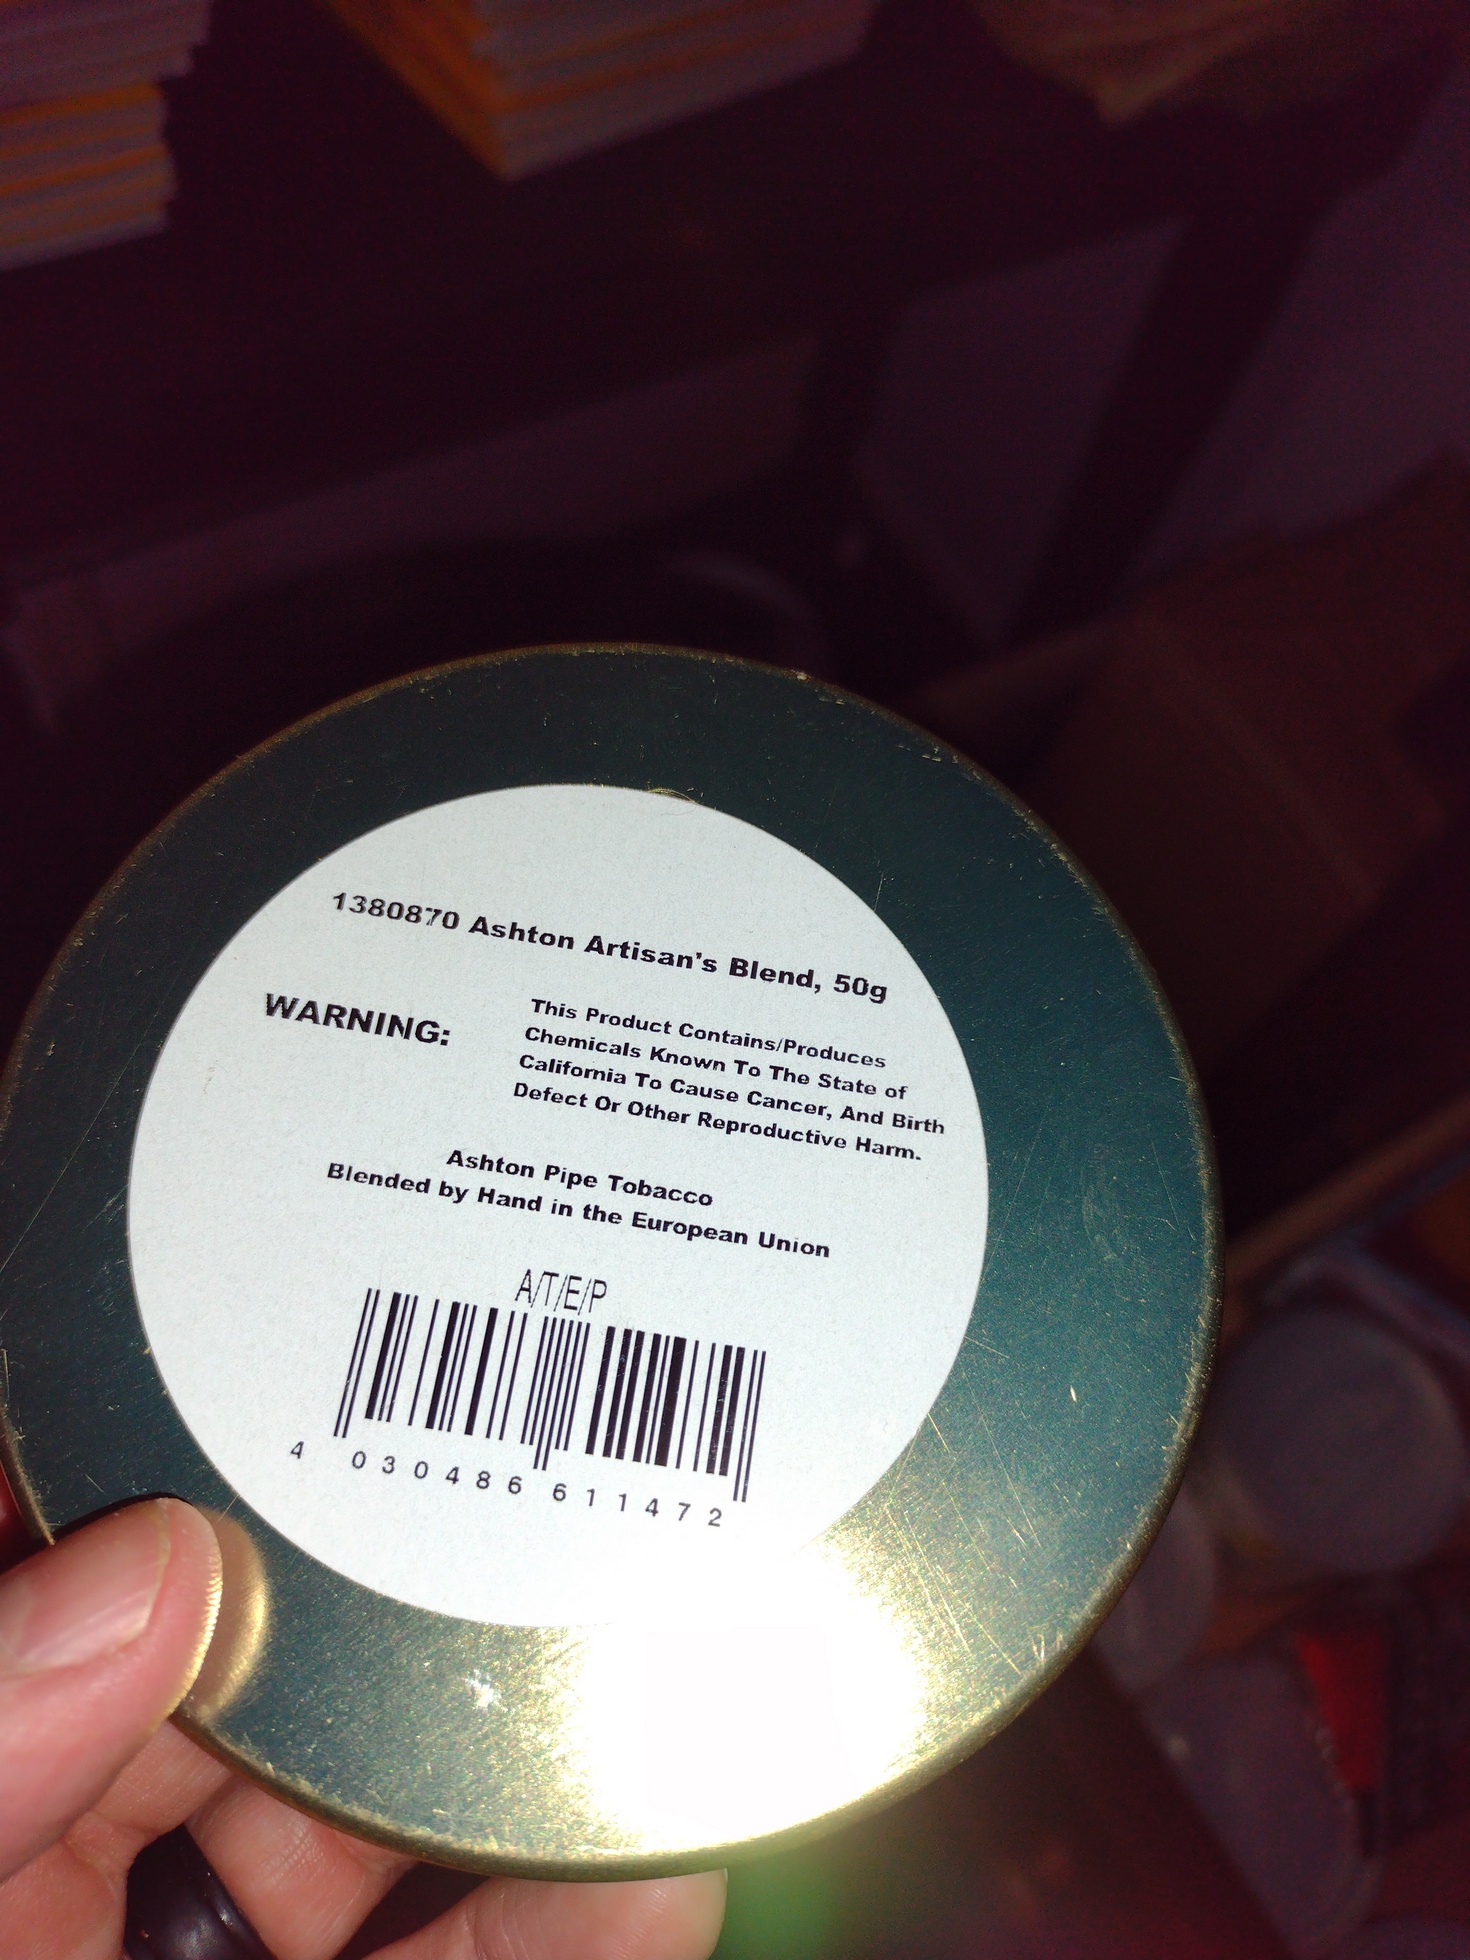 1380870 Ashton Artisan's Blend, 50g
WARNING:
This Product Contains/Produces
Chemicals Known To The State of
California To Cause Cancer, And Birth
Defect Or Other Reproductive Harm.
Ashton Pipe Tobacco
Blended by Hand in the European Union
A/T/E/P
4 030486 611472